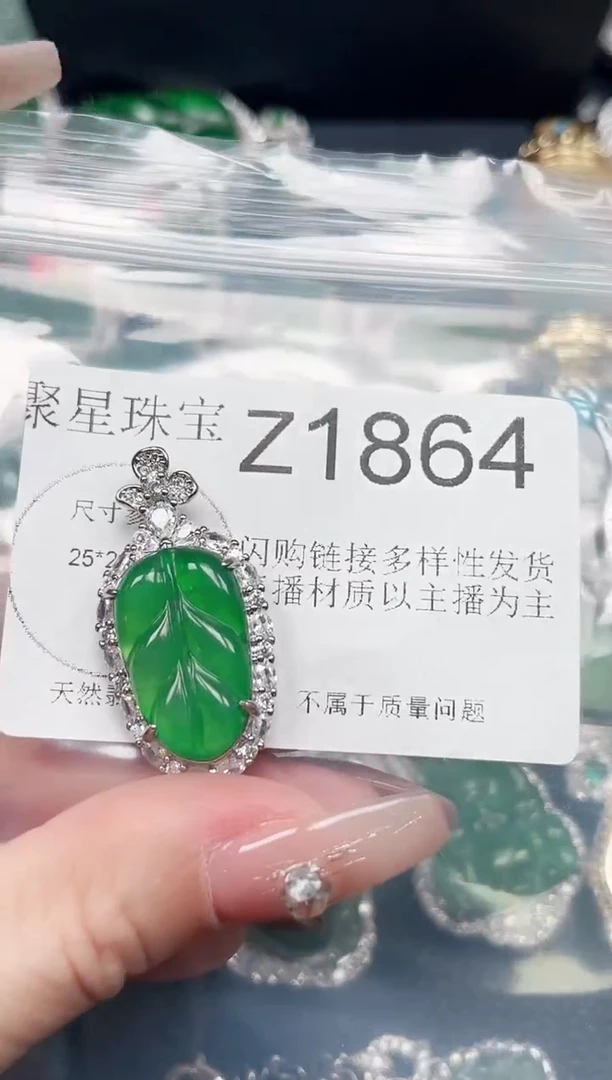 聚星珠宝
Z1864
尺寸
25*2
闪购链接多样性发货
播材质以主播为主
天然
不属于质量问题